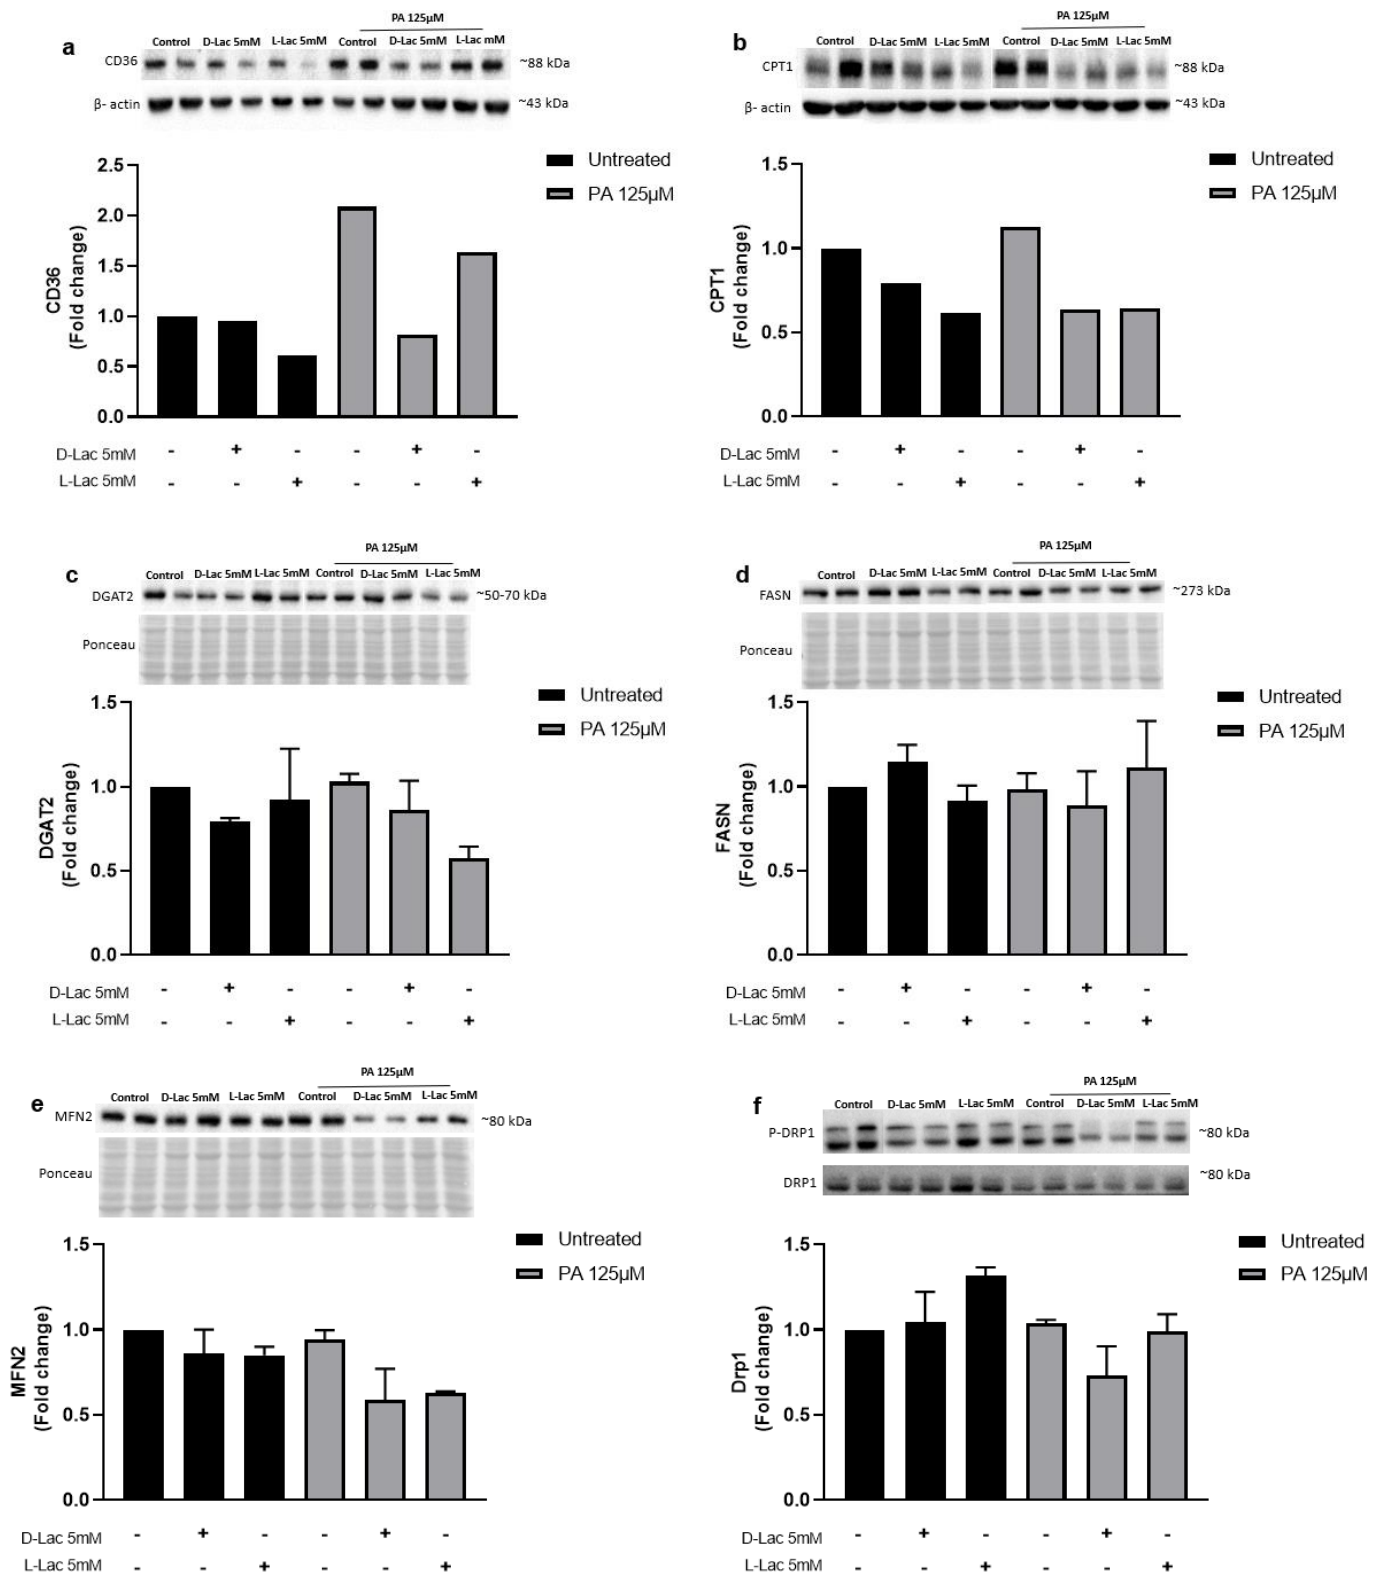 a
PA 125µM
Control D-Lac 5mM L-Lac 5mM Control D-Lac 5mM L-Lac mM
CD36 ~88 kDa
β- actin ~43 kDa
Untreated
PA 125µM
CD36
(Fold change)
2.5
2.0
1.5
1.0
0.5
0.0
D-Lac 5mM - + - - + -
L-Lac 5mM - - + - - +
b
PA 125µM
Control D-Lac 5mM L-Lac 5mM Control D-Lac 5mM L-Lac 5mM
CPT1 ~88 kDa
β- actin ~43 kDa
Untreated
PA 125µM
CPT1
(Fold change)
1.5
1.0
0.5
0.0
D-Lac 5mM - + - - + -
L-Lac 5mM - - + - - +
c
PA 125µM
Control D-Lac 5mM L-Lac 5mM Control D-Lac 5mM L-Lac 5mM
DGAT2 ~50-70 kDa
Ponceau
Untreated
PA 125µM
DGAT2
(Fold change)
1.5
1.0
0.5
0.0
D-Lac 5mM - + - - + -
L-Lac 5mM - - + - - +
d
PA 125µM
Control D-Lac 5mM L-Lac 5mM Control D-Lac 5mM L-Lac 5mM
FASN ~273 kDa
Ponceau
Untreated
PA 125µM
FASN
(Fold change)
1.5
1.0
0.5
0.0
D-Lac 5mM - + - - + -
L-Lac 5mM - - + - - +
e
PA 125µM
Control D-Lac 5mM L-Lac 5mM Control D-Lac 5mM L-Lac 5mM
MFN2 ~80 kDa
Ponceau
Untreated
PA 125µM
MFN2
(Fold change)
1.5
1.0
0.5
0.0
D-Lac 5mM - + - - + -
L-Lac 5mM - - + - - +
f
PA 125µM
Control D-Lac 5mM L-Lac 5mM Control D-Lac 5mM L-Lac 5mM
P-DRP1 ~80 kDa
DRP1 ~80 kDa
Untreated
PA 125µM
Drp1
(Fold change)
1.5
1.0
0.5
0.0
D-Lac 5mM - + - - + -
L-Lac 5mM - - + - - +